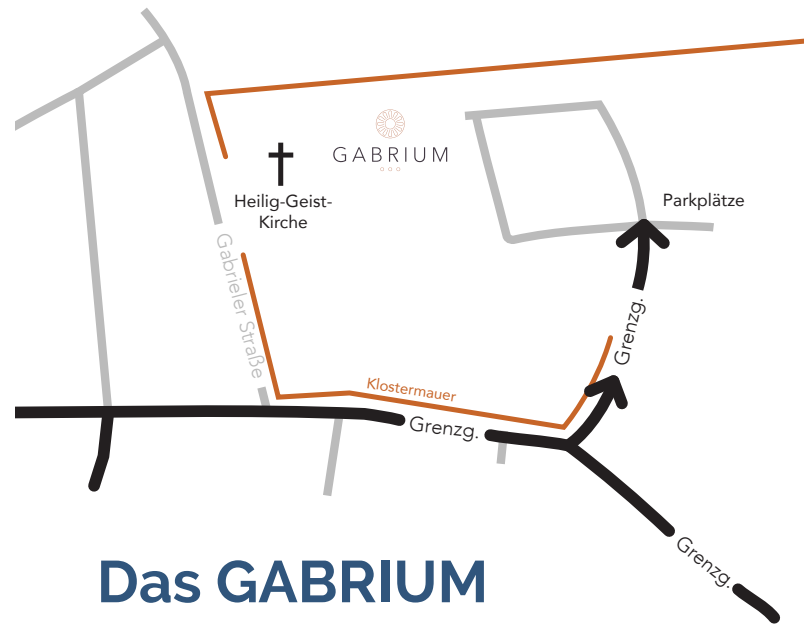 GABRIUM
Heilig-Geist-
Kirche
Parkplätze
Gabrieler Straße
Grenzg.
Klostermauer
Grenzg.
Grenzg.
Das GABRIUM